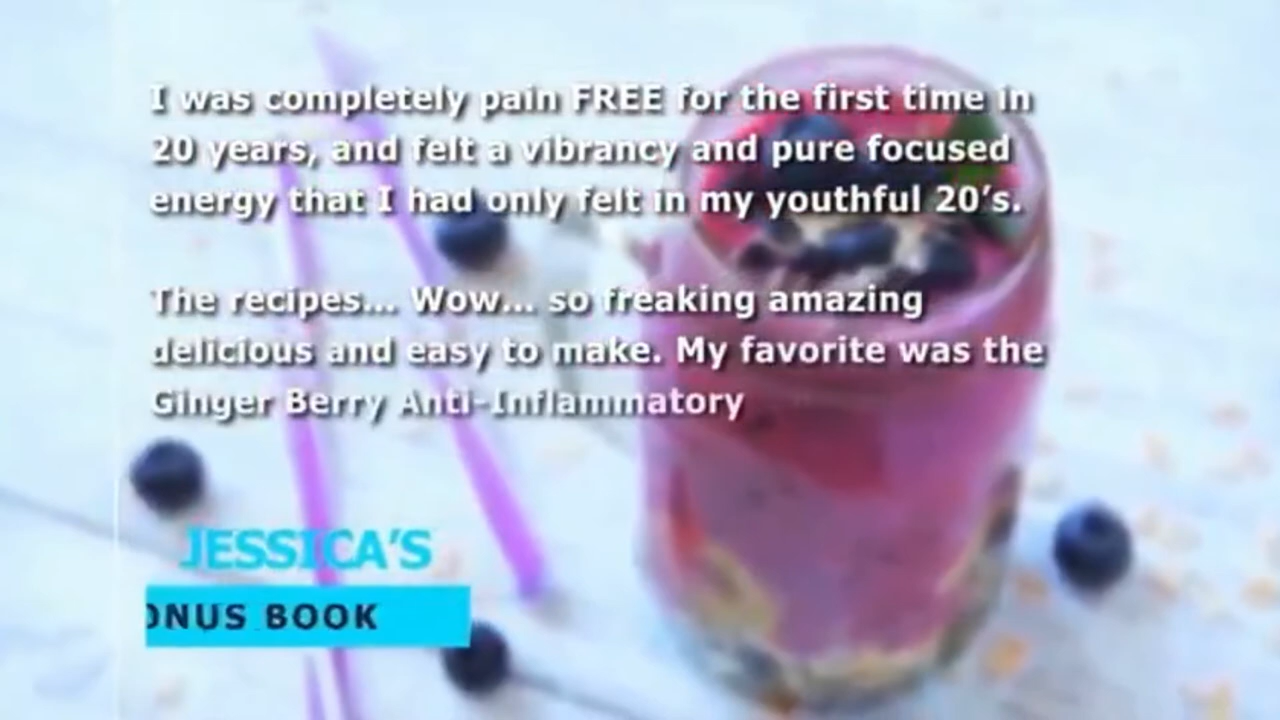 I was completely pain FREE for the first time in
20 years, and felt a vibrancy and pure focused
energy that I had only felt in my youthful 20’s.
The recipes... Wow... so freaking amazing
delicious and easy to make. My favorite was the
Ginger Berry Anti-Inflammatory
JESSICA’S
ONUS BOOK